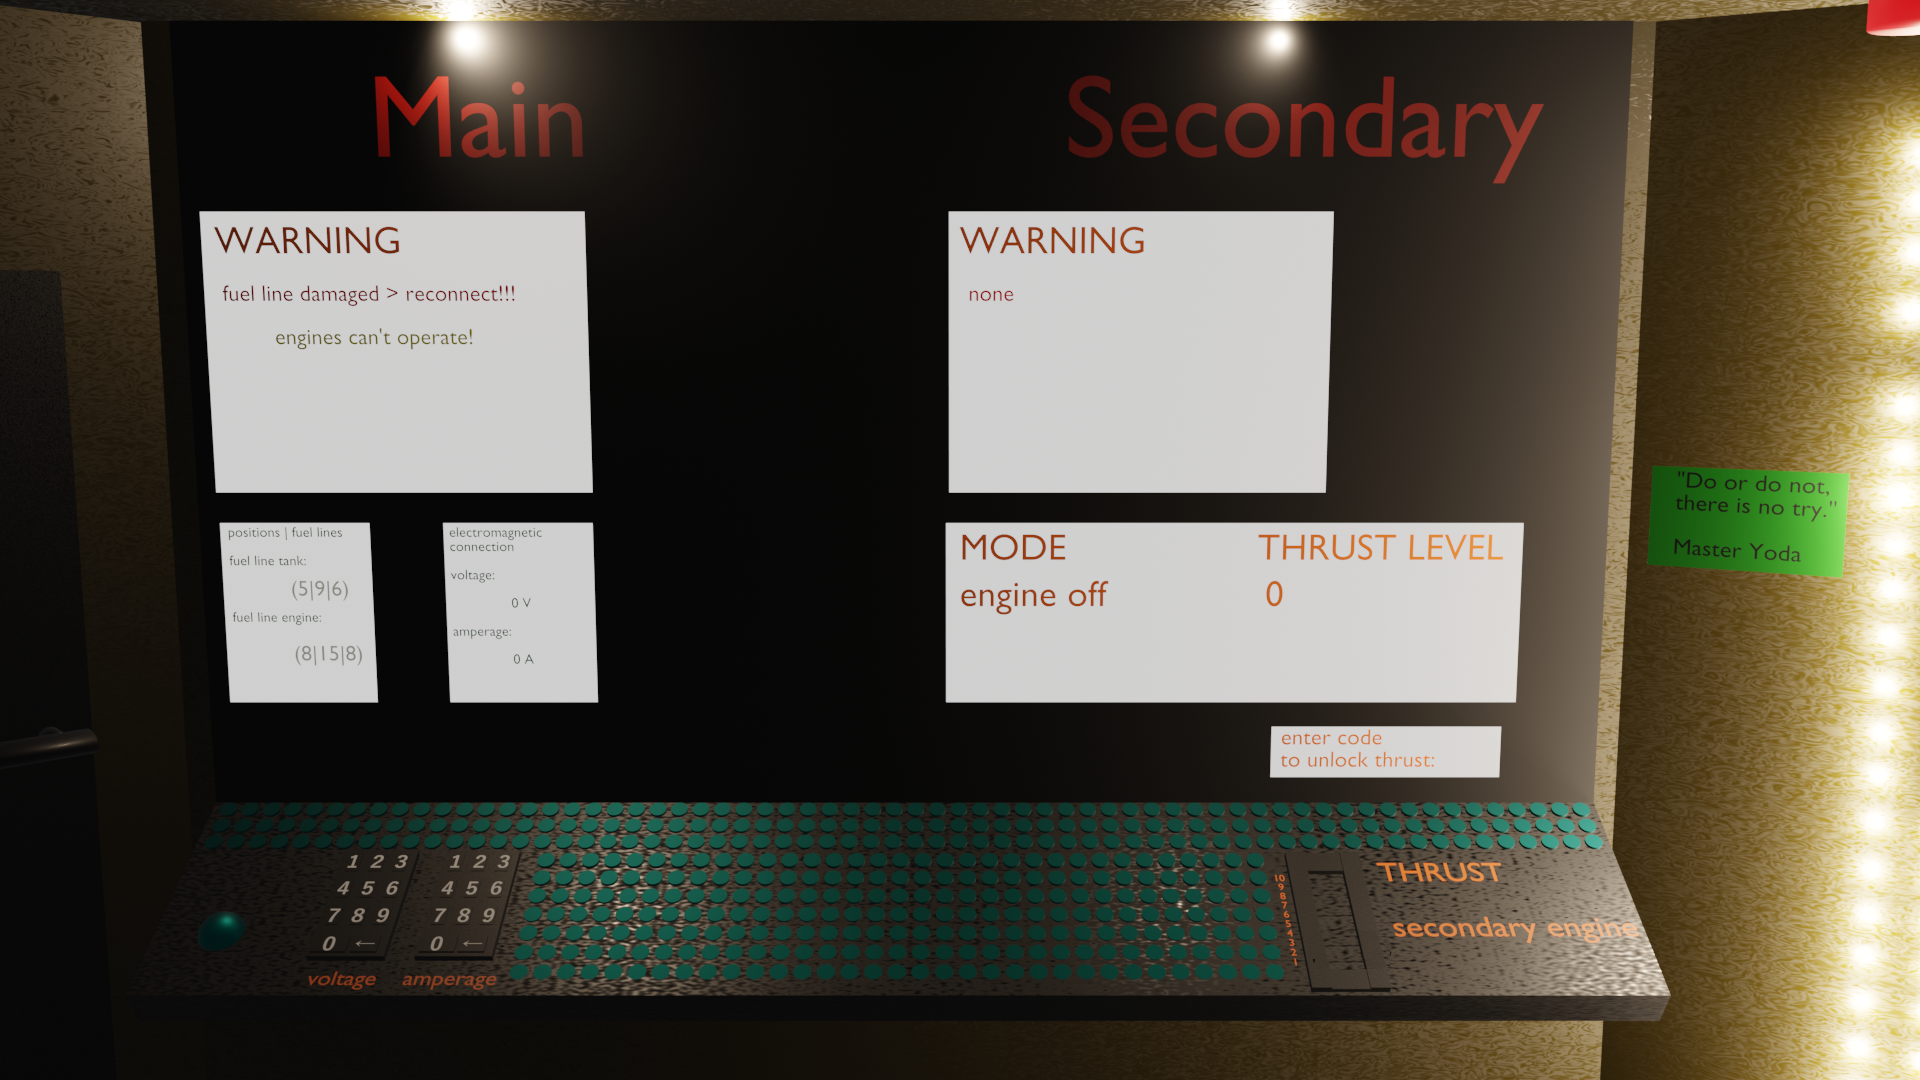 Main
Secondary
WARNING
fuel line damaged > reconnect!!!
engines can't operate!
WARNING
none
positions | fuel lines
fuel line tank:
(5|9|6)
fuel line engine:
(8|15|8)
electromagnetic
connection
voltage:
0 V
amperage:
0 A
MODE
THRUST LEVEL
engine off
0
enter code
to unlock thrust:
"Do or do not,
there is no try."
Master Yoda
1 2 3
4 5 6
7 8 9
0 ←
voltage
1 2 3
4 5 6
7 8 9
0 ←
amperage
10
9
8
7
6
5
4
3
2
1
THRUST
secondary engine